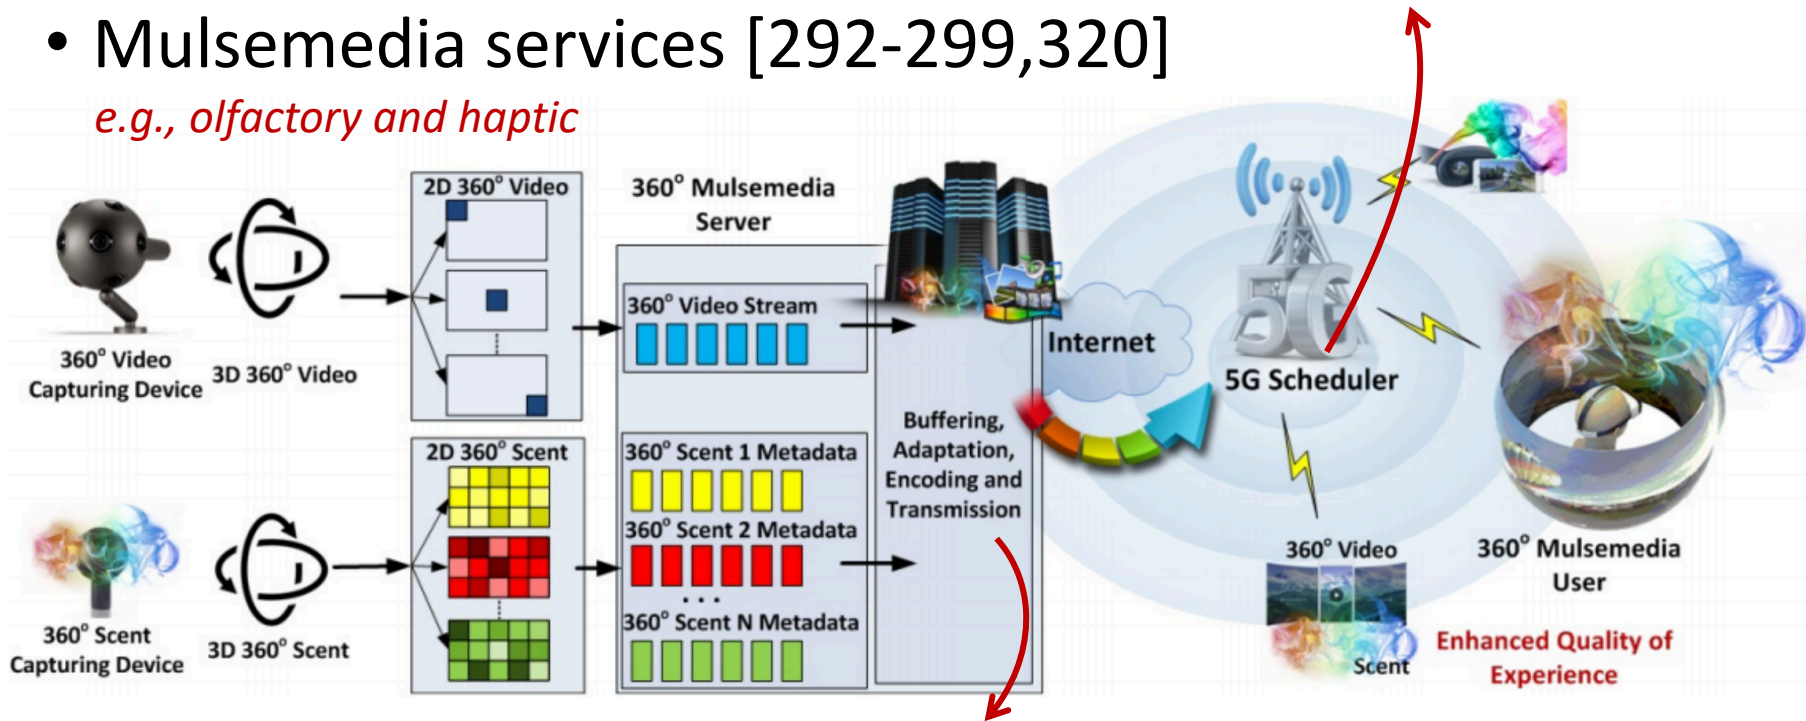 • Mulsemedia services [292-299,320]
e.g., olfactory and haptic
360° Video
Capturing Device
3D 360° Video
2D 360° Video
360° Mulsemedia
Server
360° Video Stream
Internet
5G
5G Scheduler
360° Scent
Capturing Device
3D 360° Scent
2D 360° Scent
360° Scent 1 Metadata
360° Scent 2 Metadata
...
360° Scent N Metadata
Buffering,
Adaptation,
Encoding and
Transmission
360° Video
Scent
360° Mulsemedia
User
Enhanced Quality of
Experience